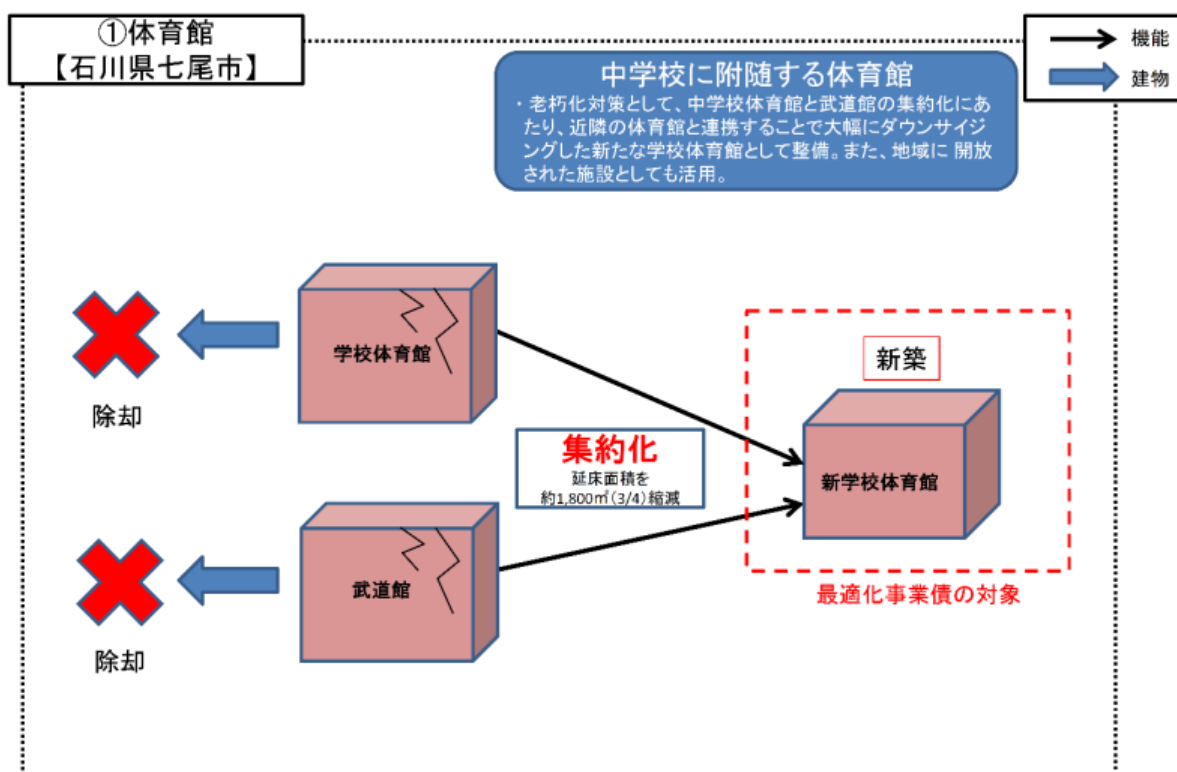 ①体育館
【石川県七尾市】
機能
建物
中学校に附随する体育館
・老朽化対策として、中学校体育館と武道館の集約化にあ
たり、近隣の体育館と連携することで大幅にダウンサイジ
ングした新たな学校体育館として整備。また、地域に 開放
された施設としても活用。
学校体育館
除却
新築
集約化
延床面積を
約1,800㎡(3/4)縮減
新学校体育館
武道館
除却
最適化事業債の対象